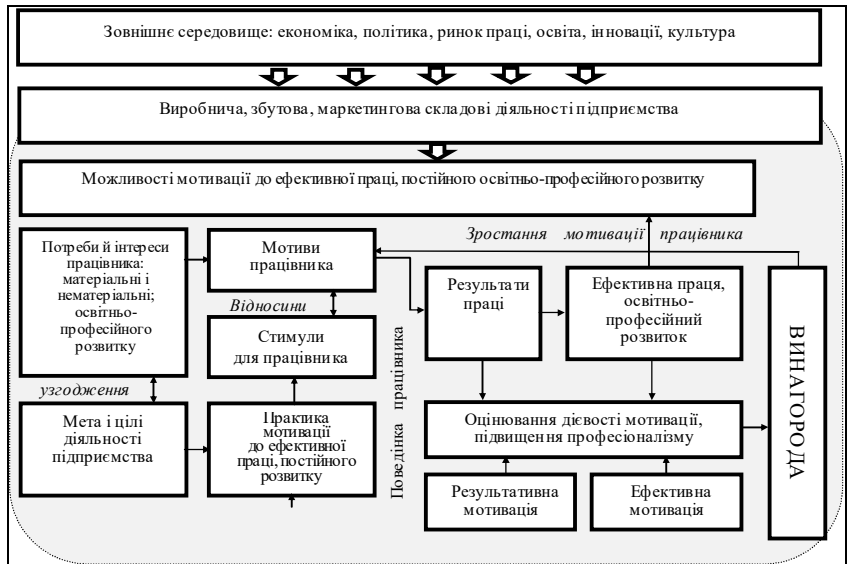 Зовнішнє середовище: економіка, політика, ринок праці, освіта, інновації, культура
Виробнича, збутова, маркетингова складові діяльності підприємства
Можливості мотивації до ефективної праці, постійного освітньо-професійного розвитку
Зростання мотивації працівника
Потреби й інтереси
працівника:
матеріальні і
нематеріальні;
освітньо-
професійного
розвитку
Мотиви
працівника
Відносини
Стимули
для працівника
узгодження
Мета і цілі
діяльності
підприємства
Практика
мотивації
до ефективної
праці, постійного
розвитку
Поведінка працівника
Результати
праці
Ефективна праця,
освітньо-
професійний
розвиток
Оцінювання дієвості мотивації,
підвищення професіоналізму
Результативна
мотивація
Ефективна
мотивація
ВИНАГОРОДА